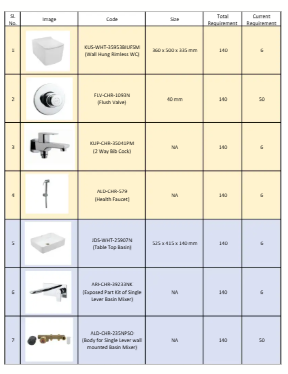 Sl. No. Image Code Size Total Requirement Current Requirement
1 KUS-WHT-35953BIUFSM (Wall Hung Rimless WC) 360 x 500 x 335 mm 140 6
2 FLV-CHR-1093N (Flush Valve) 40 mm 140 50
3 KUP-CHR-35041PM (2 Way Bib Cock) NA 140 6
4 ALD-CHR-579 (Health Faucet) NA 140 6
5 JDS-WHT-25907N (Table Top Basin) 525 x 415 x 140 mm 140 6
6 ARI-CHR-39233NK (Exposed Part Kit of Single Lever Basin Mixer) NA 140 6
7 ALD-CHR-235NPSO (Body for Single Lever wall mounted Basin Mixer) NA 140 50